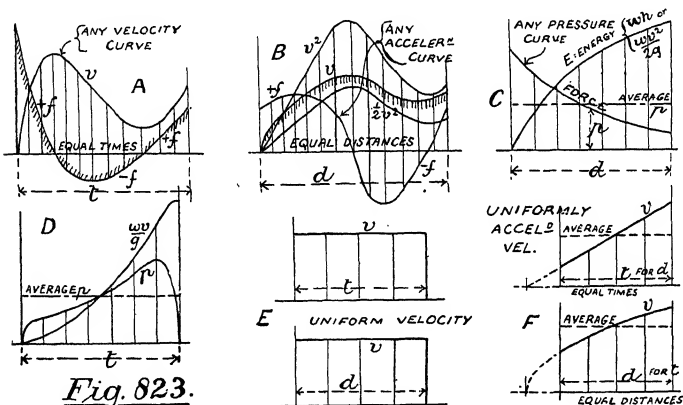 ANY VELOCITY
CURVE
v
A
+f
+f
EQUAL TIMES
-f
t
B
ANY
ACCELERⁿ
CURVE
v²
+f
v
½v²
EQUAL DISTANCES
-f
d
ANY PRESSURE
CURVE
E=ENERGY
wh or
wv²
2g
C
FORCE
AVERAGE
p
p
d
D
wv
g
p
AVERAGE p
t
v
t
E UNIFORM VELOCITY
v
d
UNIFORMLY
ACCELᴰ
VEL.
v
AVERAGE
t FOR d
EQUAL TIMES
F
v
AVERAGE
d FOR t
EQUAL DISTANCES
Fig. 823.